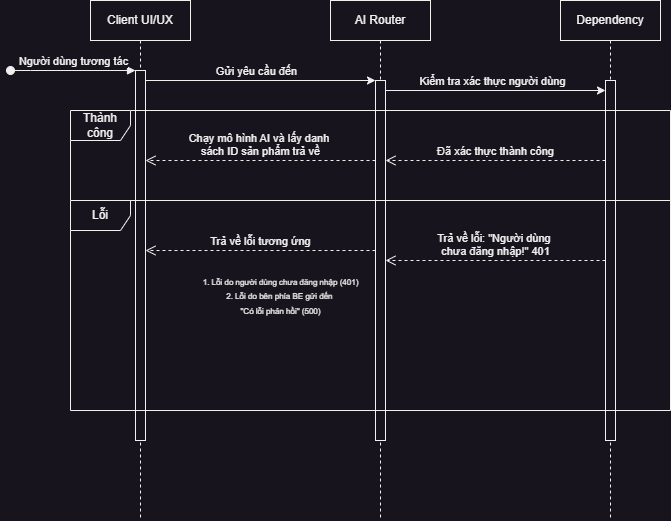 Client UI/UX
AI Router
Dependency
Người dùng tương tác
Gửi yêu cầu đến
Kiểm tra xác thực người dùng
Thành
công
Chạy mô hình AI và lấy danh
sách ID sản phẩm trả về
Đã xác thực thành công
Lỗi
Trả về lỗi tương ứng
Trả về lỗi: "Người dùng
chưa đăng nhập!" 401
1. Lỗi do người dùng chưa đăng nhập (401)
2. Lỗi do bên phía BE gửi đến
"Có lỗi phản hồi" (500)